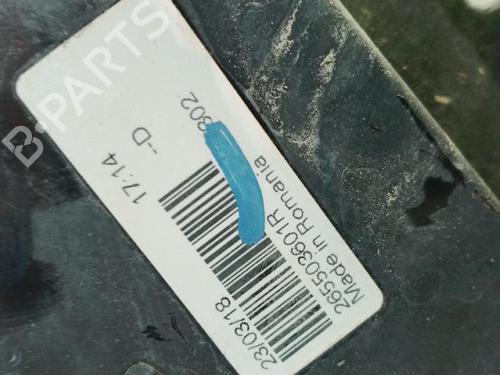 B-PARTS
302
--D
17:14
265503601R
Made in Romania
23/03/18